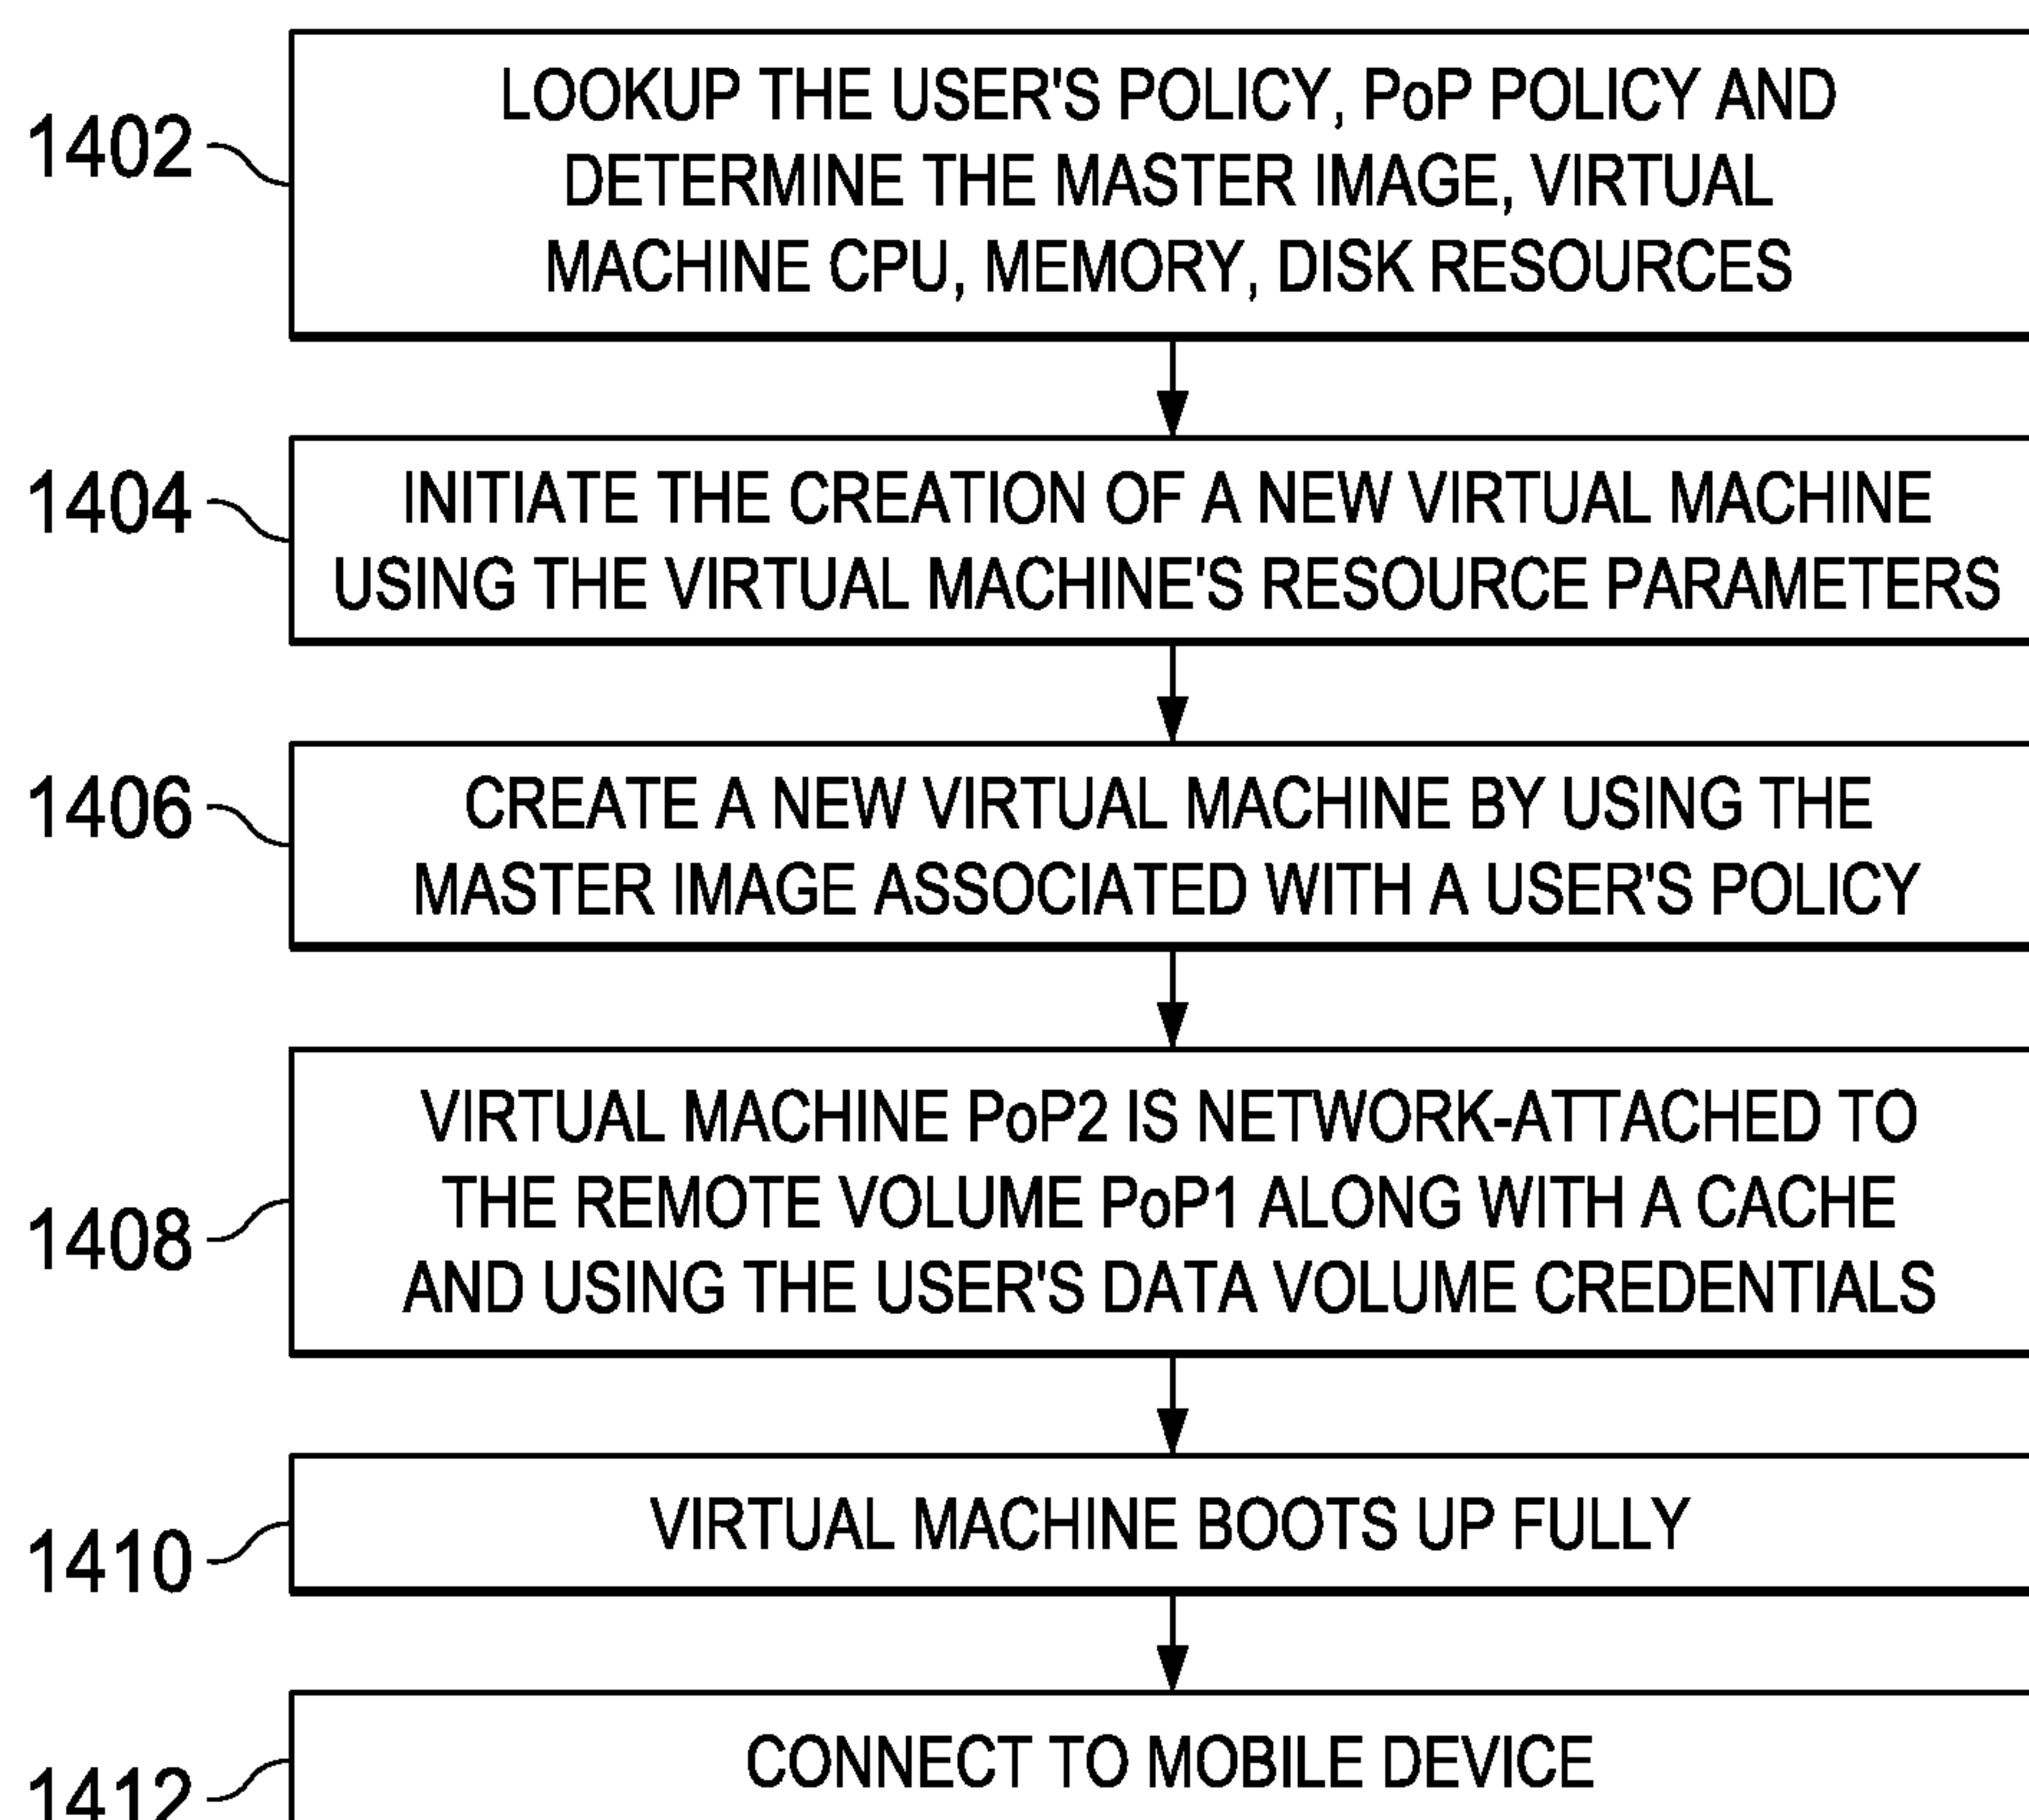 1402
LOOKUP THE USER'S POLICY, PoP POLICY AND
DETERMINE THE MASTER IMAGE, VIRTUAL
MACHINE CPU, MEMORY, DISK RESOURCES
1404
INITIATE THE CREATION OF A NEW VIRTUAL MACHINE
USING THE VIRTUAL MACHINE'S RESOURCE PARAMETERS
1406
CREATE A NEW VIRTUAL MACHINE BY USING THE
MASTER IMAGE ASSOCIATED WITH A USER'S POLICY
1408
VIRTUAL MACHINE PoP2 IS NETWORK-ATTACHED TO
THE REMOTE VOLUME PoP1 ALONG WITH A CACHE
AND USING THE USER'S DATA VOLUME CREDENTIALS
1410
VIRTUAL MACHINE BOOTS UP FULLY
1412
CONNECT TO MOBILE DEVICE